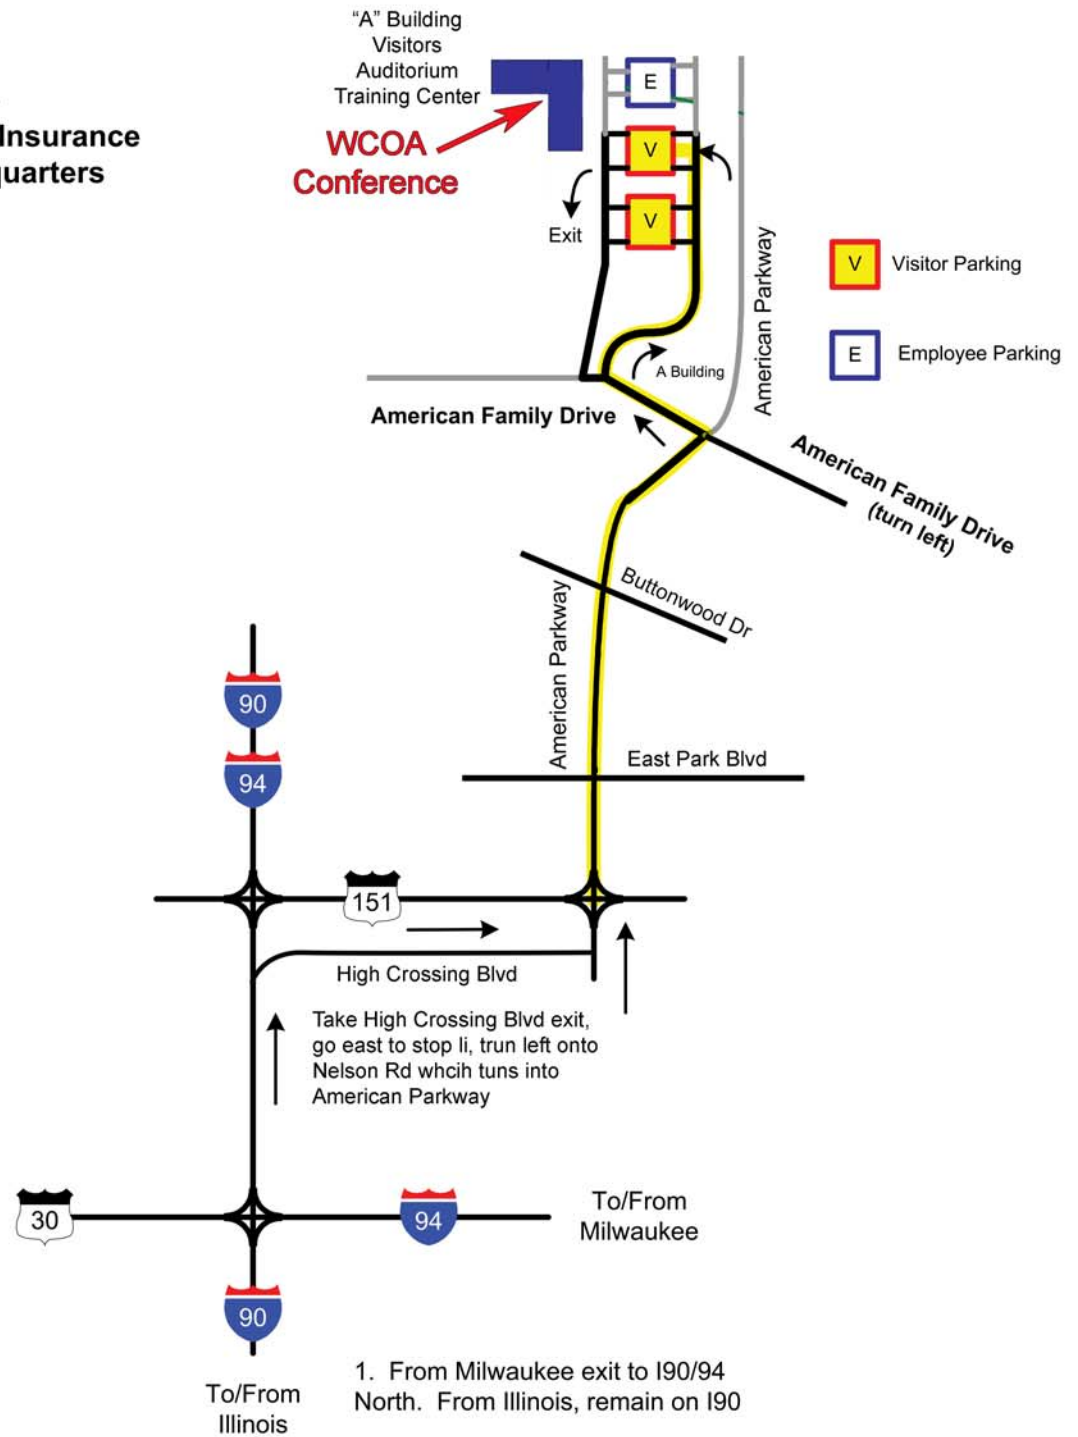 “A” Building
Visitors
Auditorium
Training Center
Insurance
WCOA
Conference
E
V
V
Exit
American Parkway
V
Visitor Parking
E
Employee Parking
A Building
American Family Drive
American Family Drive
(turn left)
Buttonwood Dr
American Parkway
90
94
East Park Blvd
151
High Crossing Blvd
Take High Crossing Blvd exit,
go east to stop li, trun left onto
Nelson Rd whcih tuns into
American Parkway
30
94
To/From
Milwaukee
90
To/From
Illinois
1. From Milwaukee exit to I90/94
North. From Illinois, remain on I90